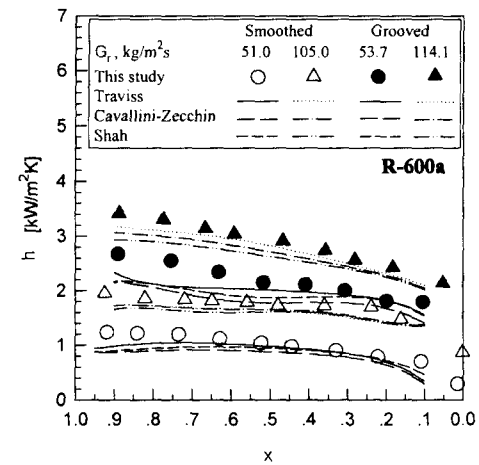 7
Smoothed Grooved
Gr , kg/m²s 51.0 105.0 53.7 114.1
6
This study
Traviss
5
Cavallini-Zecchin
Shah
R-600a
4
h [kW/m²K]
3
2
1
0
1.0 .9 .8 .7 .6 .5 .4 .3 .2 .1 0.0
x